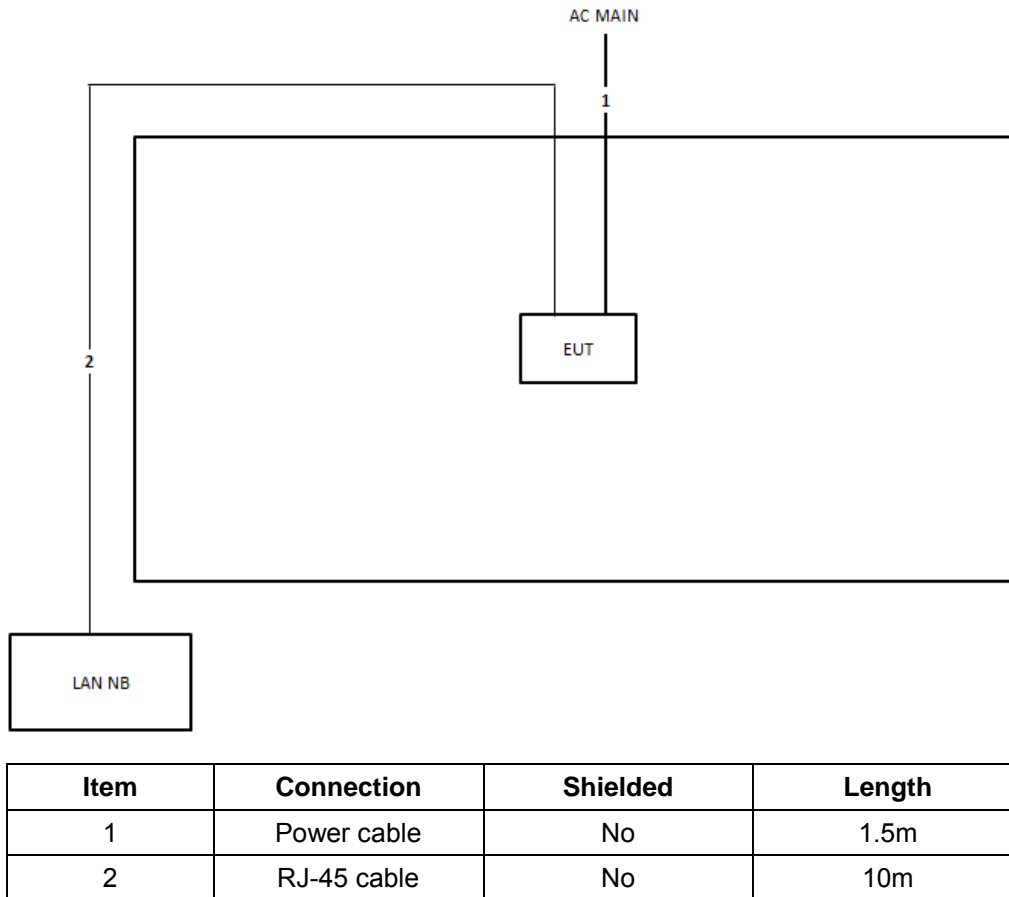 AC MAIN
1
2
EUT
LAN NB
Item Connection Shielded Length
1 Power cable No 1.5m
2 RJ-45 cable No 10m